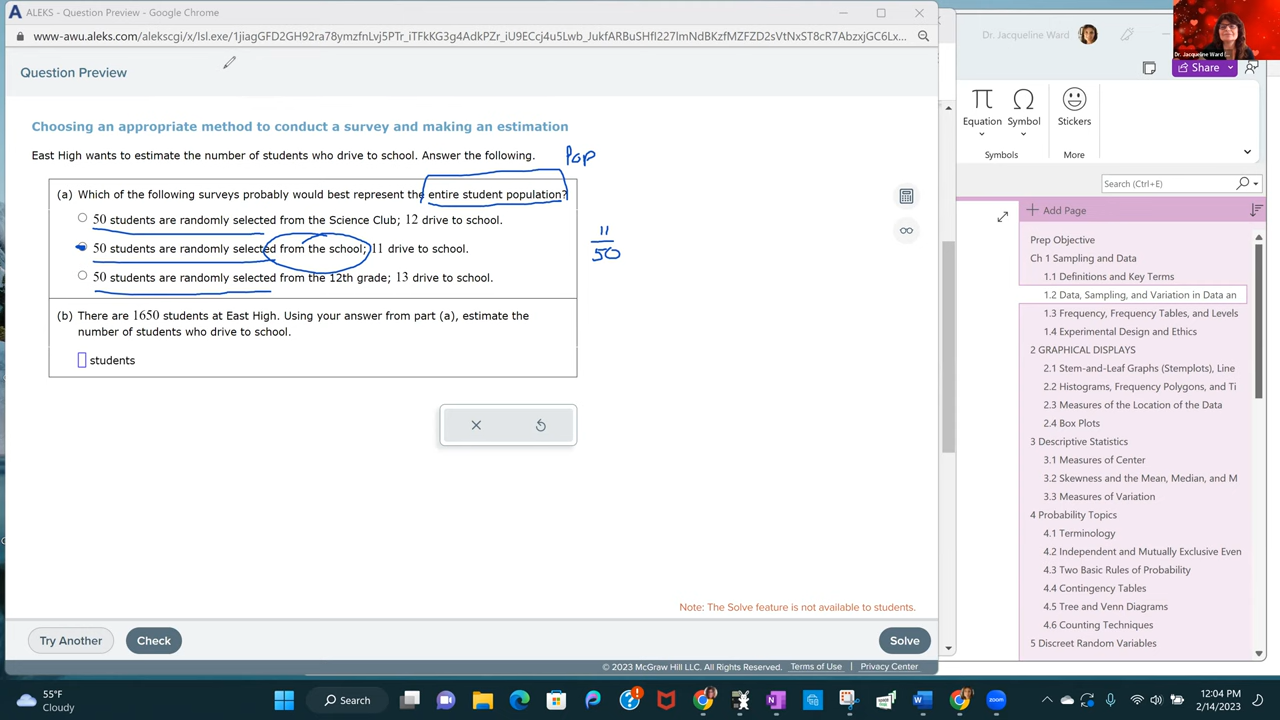 ALEKS - Question Preview - Google Chrome
www-awu.aleks.com/alekscgi/x/Isl.exe/1jiagGFD2GH92ra78ymzfnLvj5PTr_iTFkKG3g4AdkPZr_iU9ECcj4u5Lwb_JukfARBuSHfl227lmNdBKzfMZFZD2sVtNxST8cR7AbzxjGC6Lx...
Question Preview
Choosing an appropriate method to conduct a survey and making an estimation
East High wants to estimate the number of students who drive to school. Answer the following.
Pop
(a) Which of the following surveys probably would best represent the entire student population?
50 students are randomly selected from the Science Club; 12 drive to school.
50 students are randomly selected from the school; 11 drive to school.
50 students are randomly selected from the 12th grade; 13 drive to school.
11
50
(b) There are 1650 students at East High. Using your answer from part (a), estimate the
number of students who drive to school.
students
Note: The Solve feature is not available to students.
Try Another
Check
Solve
© 2023 McGraw Hill LLC. All Rights Reserved. Terms of Use | Privacy Center
Dr. Jacqueline Ward
Dr. Jacqueline Ward (...
Share
Equation
Symbol
Stickers
Symbols
More
Search (Ctrl+E)
Add Page
Prep Objective
Ch 1 Sampling and Data
1.1 Definitions and Key Terms
1.2 Data, Sampling, and Variation in Data an
1.3 Frequency, Frequency Tables, and Levels
1.4 Experimental Design and Ethics
2 GRAPHICAL DISPLAYS
2.1 Stem-and-Leaf Graphs (Stemplots), Line
2.2 Histograms, Frequency Polygons, and Ti
2.3 Measures of the Location of the Data
2.4 Box Plots
3 Descriptive Statistics
3.1 Measures of Center
3.2 Skewness and the Mean, Median, and M
3.3 Measures of Variation
4 Probability Topics
4.1 Terminology
4.2 Independent and Mutually Exclusive Even
4.3 Two Basic Rules of Probability
4.4 Contingency Tables
4.5 Tree and Venn Diagrams
4.6 Counting Techniques
5 Discreet Random Variables
55°F
Cloudy
Search
12:04 PM
2/14/2023